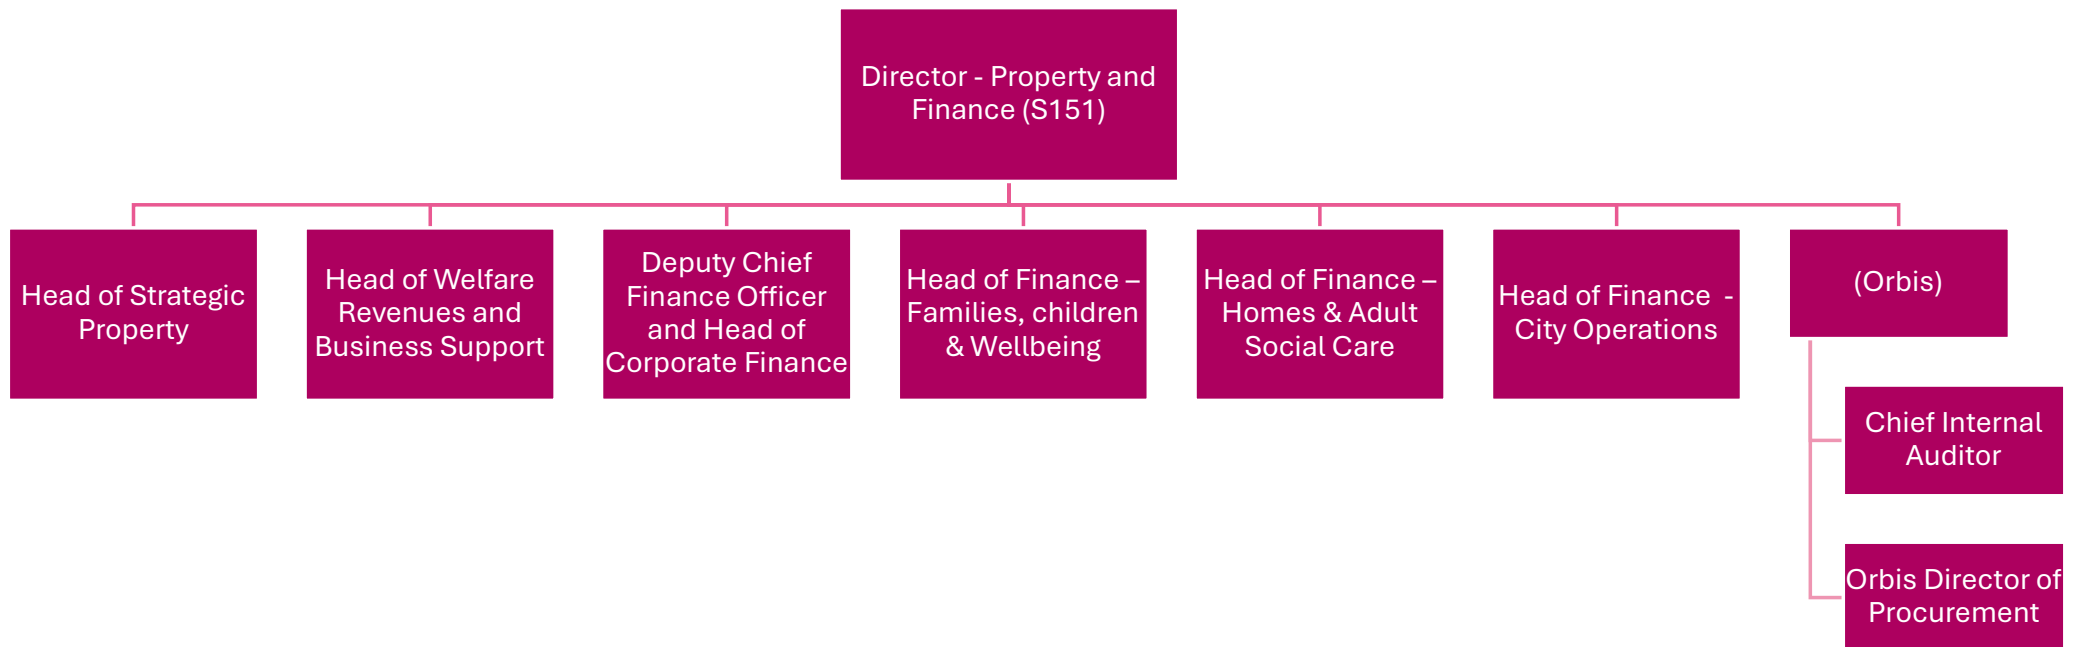 Director - Property and
Finance (S151)
Head of Strategic
Property
Head of Welfare
Revenues and
Business Support
Deputy Chief
Finance Officer
and Head of
Corporate Finance
Head of Finance –
Families, children
& Wellbeing
Head of Finance –
Homes & Adult
Social Care
Head of Finance  -
City Operations
(Orbis)
Chief Internal
Auditor
Orbis Director of
Procurement